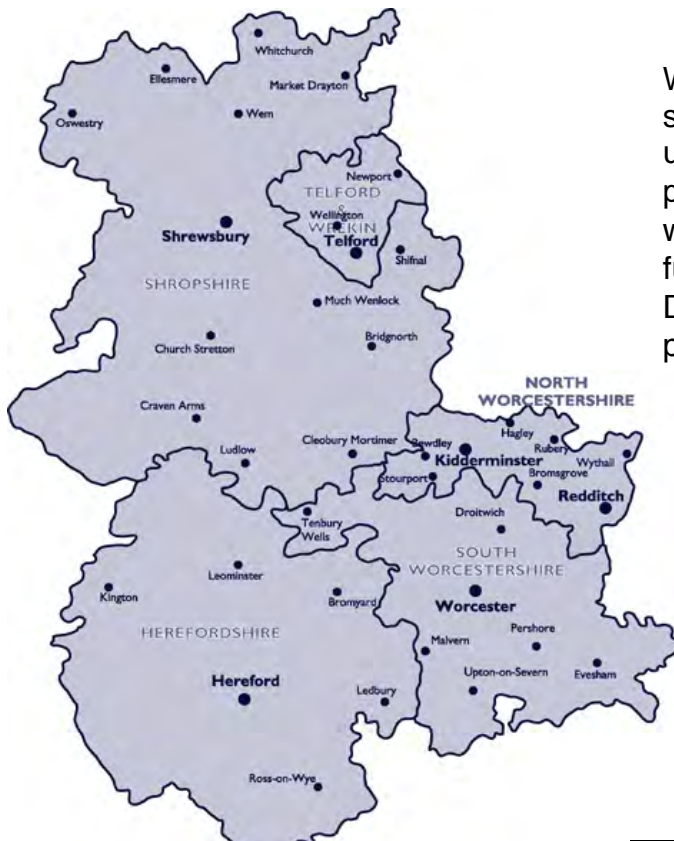 Whitchurch
Ellesmere
Market Drayton
Oswestry
Wem
Newport
TELFORD
&
WREKIN
Wellington
Telford
Shrewsbury
Shifnal
SHROPSHIRE
Much Wenlock
Church Stretton
Bridgnorth
NORTH
WORCESTERSHIRE
Craven Arms
Hagley
Cleobury Mortimer
Bewdley
Rubery
Ludlow
Kidderminster
Wythall
Stourport
Bromsgrove
Redditch
Tenbury
Wells
Droitwich
SOUTH
WORCESTERSHIRE
Leominster
Kington
Bromyard
Worcester
HEREFORDSHIRE
Pershore
Malvern
Hereford
Upton-on-Severn
Evesham
Ledbury
Ross-on-Wye
W
s
u
p
w
fu
D
p